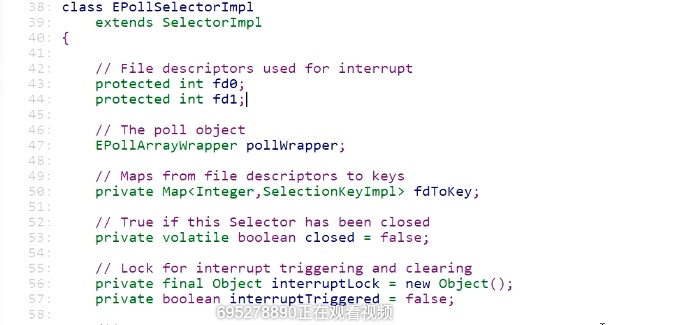 38: class EPollSelectorImpl
39:     extends SelectorImpl
40: {
41:
42:     // File descriptors used for interrupt
43:     protected int fd0;
44:     protected int fd1;
45:
46:     // The poll object
47:     EPollArrayWrapper pollWrapper;
48:
49:     // Maps from file descriptors to keys
50:     private Map<Integer,SelectionKeyImpl> fdToKey;
51:
52:     // True if this Selector has been closed
53:     private volatile boolean closed = false;
54:
55:     // Lock for interrupt triggering and clearing
56:     private final Object interruptLock = new Object();
57:     private boolean interruptTriggered = false;
695278890正在观看视频
58: